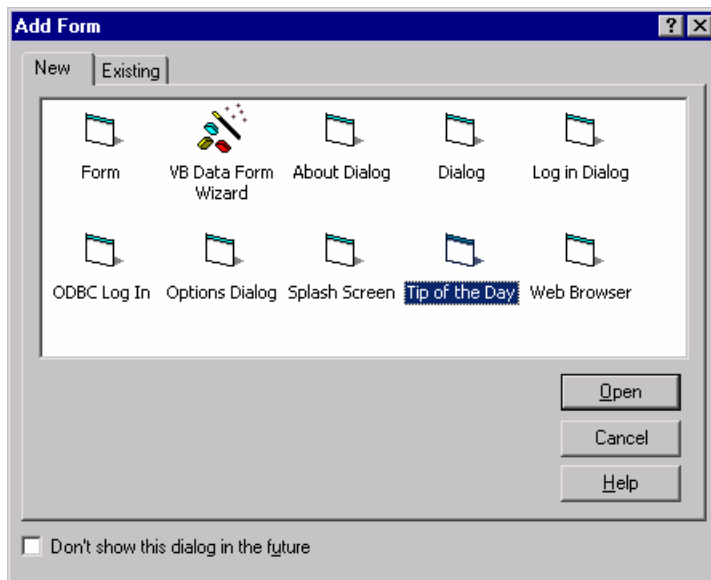 Add Form
New Existing
Form VB Data Form Wizard About Dialog Dialog Log in Dialog
ODBC Log In Options Dialog Splash Screen Tip of the Day Web Browser
Open
Cancel
Help
Don't show this dialog in the future